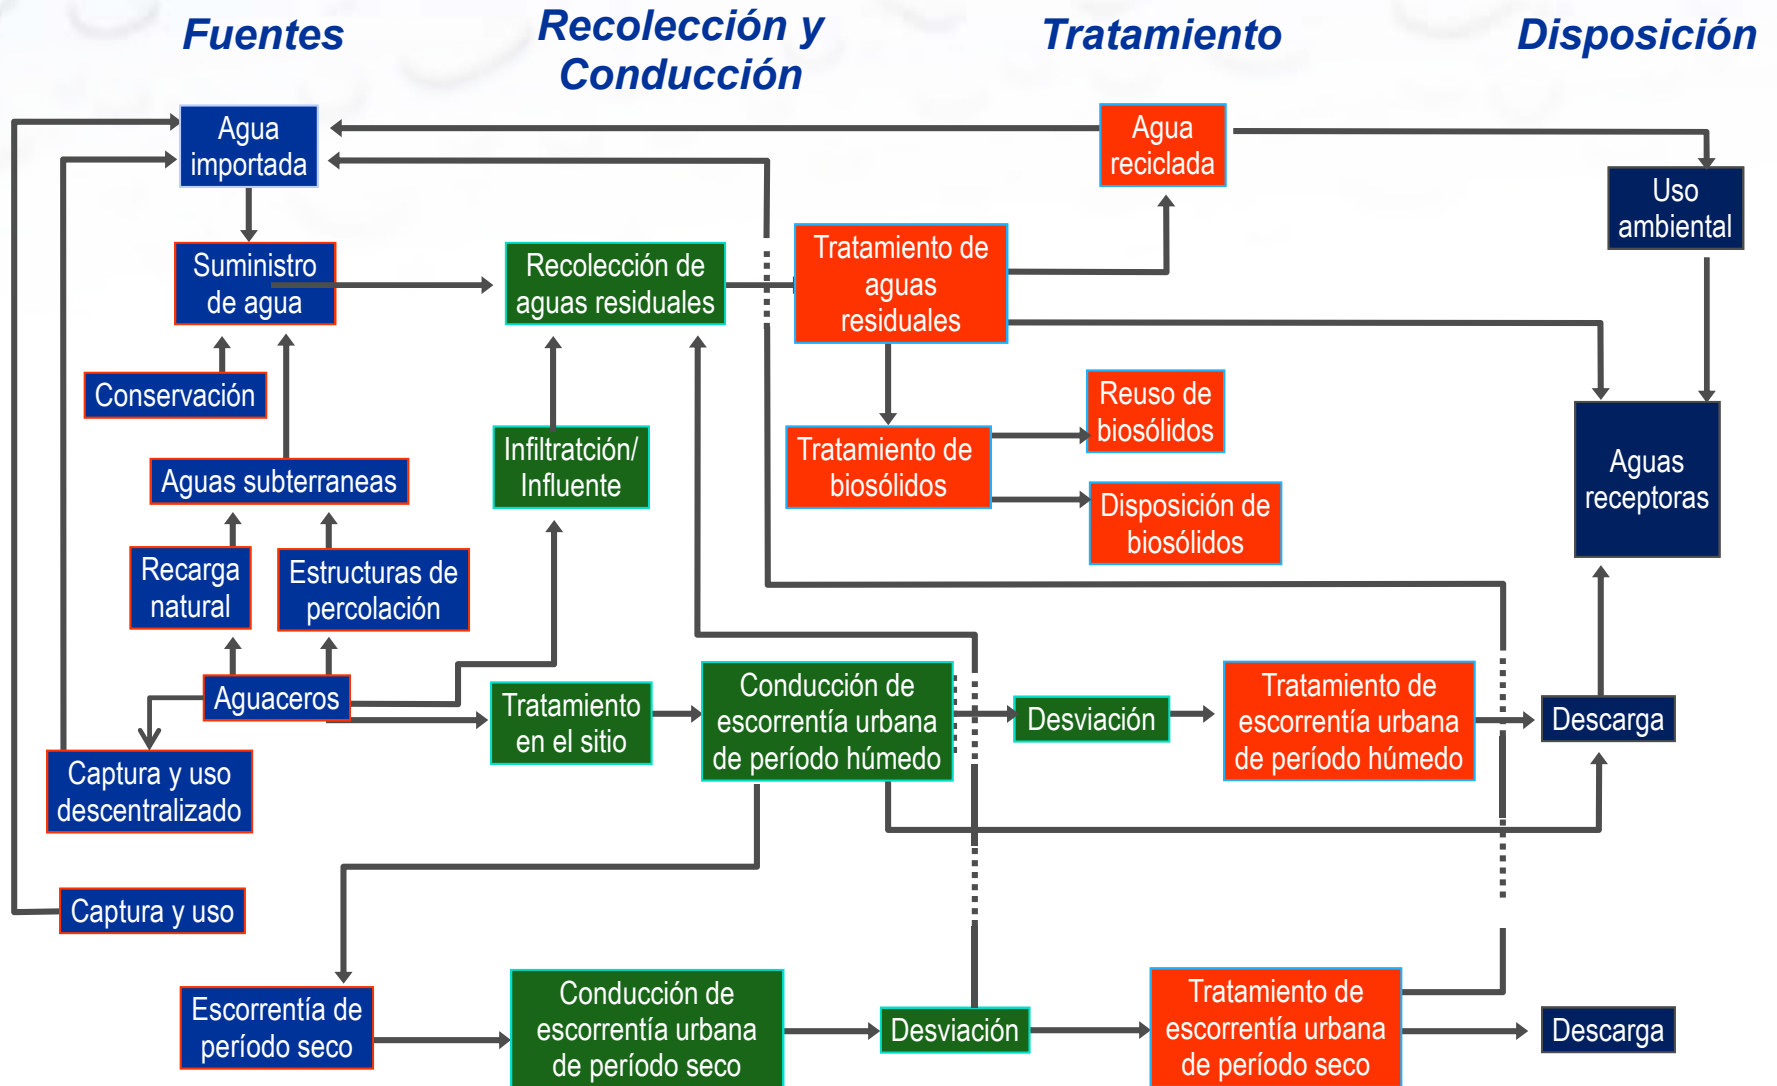 Fuentes
Recolección y
Conducción
Tratamiento
Disposición
Agua
importada
Agua
reciclada
Uso
ambiental
Suministro
de agua
Recolección de
aguas residuales
Tratamiento de
aguas
residuales
Conservación
Reuso de
biosólidos
Infiltratción/
Influente
Tratamiento de
biosólidos
Aguas
receptoras
Aguas subterraneas
Disposición de
biosólidos
Recarga
natural
Estructuras de
percolación
Aguaceros
Tratamiento
en el sitio
Conducción de
escorrentía urbana
de período húmedo
Desviación
Tratamiento de
escorrentía urbana
de período húmedo
Descarga
Captura y uso
descentralizado
Captura y uso
Escorrentía de
período seco
Conducción de
escorrentía urbana
de período seco
Desviación
Tratamiento de
escorrentía urbana
de período seco
Descarga